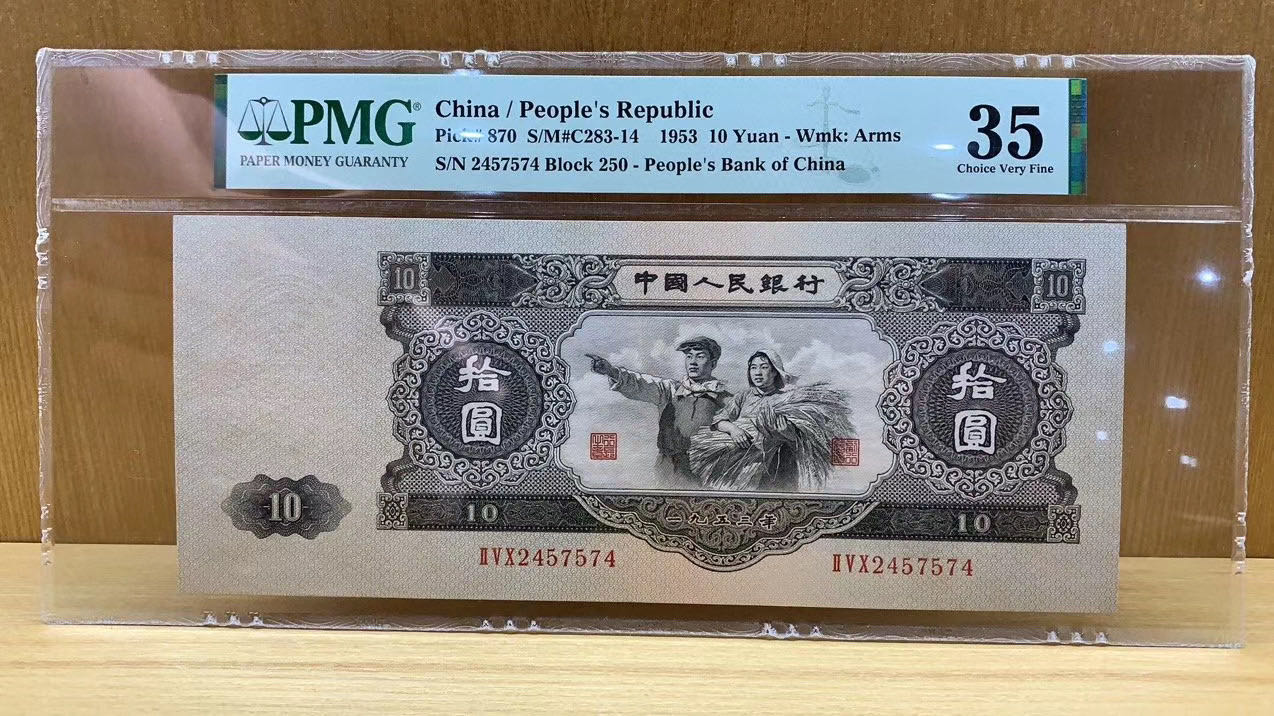 PMG®
PAPER MONEY GUARANTY
China / People's Republic
Pick# 870 S/M#C283-14 1953 10 Yuan - Wmk: Arms
S/N 2457574 Block 250 - People's Bank of China
35
Choice Very Fine
中國人民銀行
10
10
拾圓
拾圓
10
10
10
一九五三年
ⅡVX2457574
ⅡVX2457574